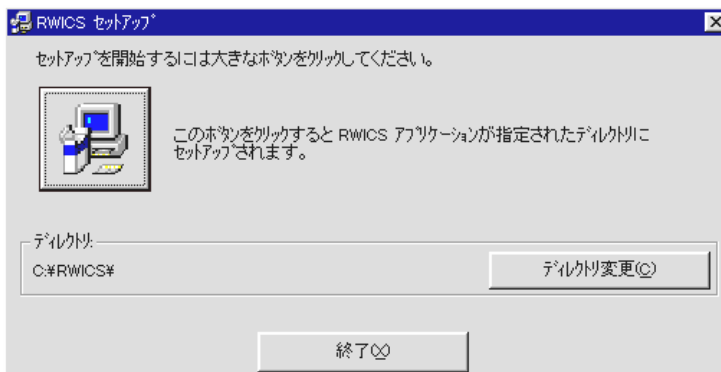 RWICS ｾｯﾄｱｯﾌﾟ
ｾｯﾄｱｯﾌﾟを開始するには大きなﾎﾞﾀﾝをｸﾘｯｸしてください。
このﾎﾞﾀﾝをｸﾘｯｸすると RWICS ｱﾌﾟﾘｹｰｼｮﾝが指定されたﾃﾞｨﾚｸﾄﾘに
ｾｯﾄｱｯﾌﾟされます。
ﾃﾞｨﾚｸﾄﾘ:
C:¥RWICS¥
ﾃﾞｨﾚｸﾄﾘ変更(C)
終了(X)